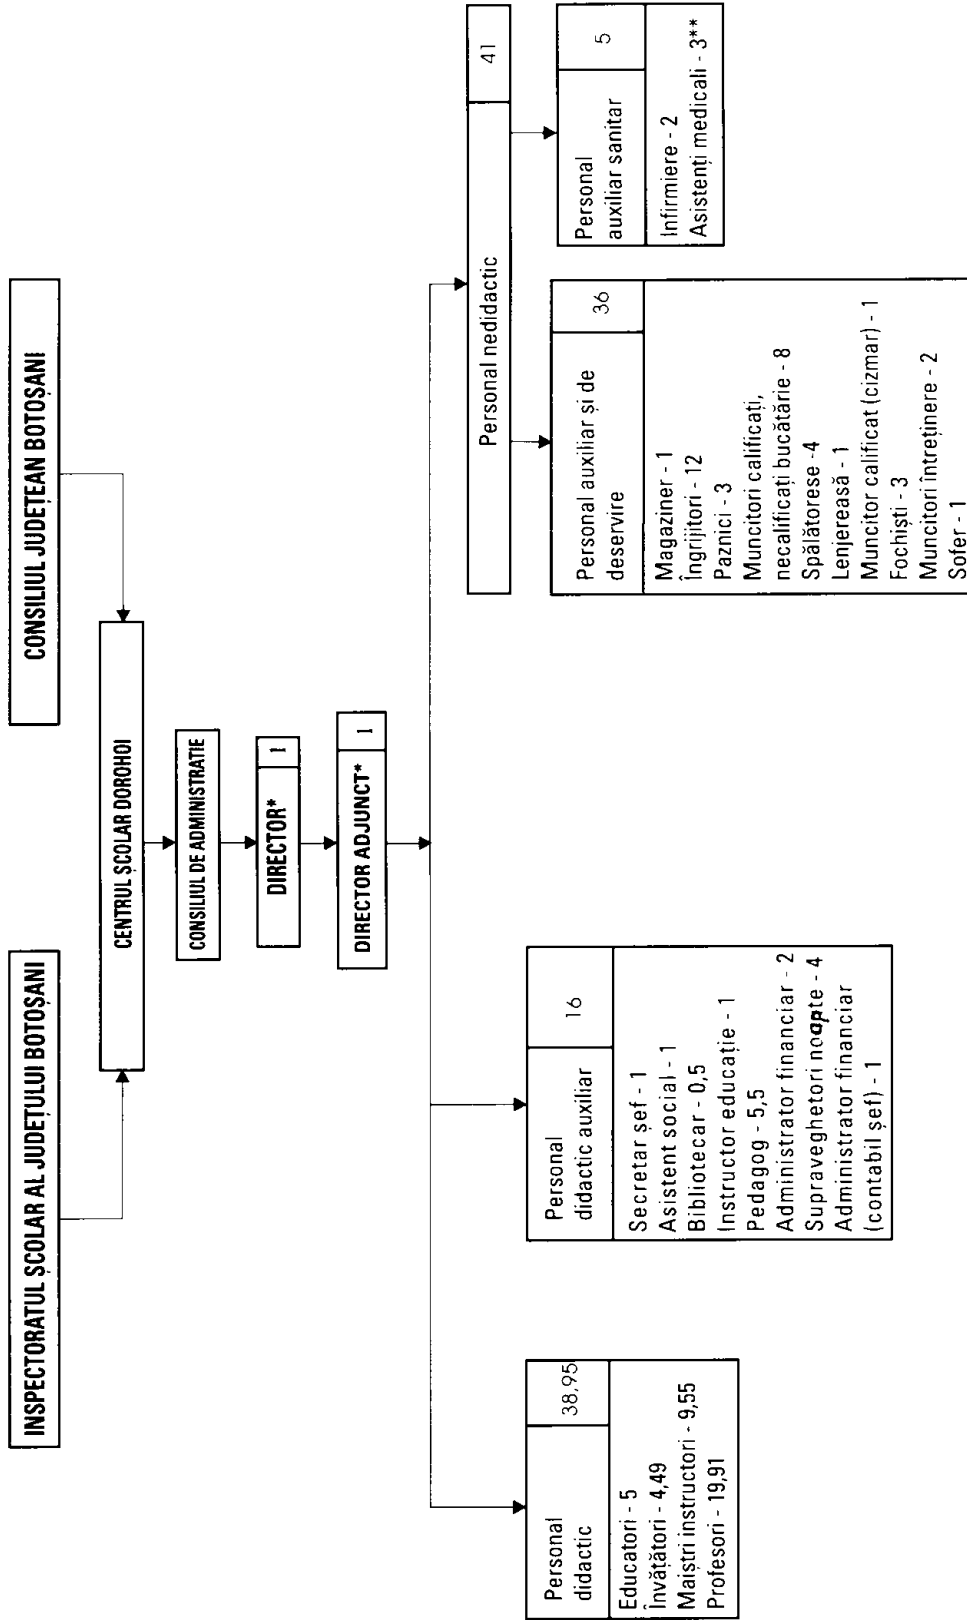 INSPECTORATUL ȘCOLAR AL JUDEȚULUI BOTOȘANI
CONSILIUL JUDEȚEAN BOTOȘANI
CENTRUL ȘCOLAR DOROHOI
CONSILIUL DE ADMINISTRATIE
DIRECTOR* 1
DIRECTOR ADJUNCT* 1
Personal
didactic
38,95
Educatori - 5
Învățători - 4,49
Maiștri instructori - 9,55
Profesori - 19,91
Personal
didactic auxiliar
16
Secretar șef - 1
Asistent social - 1
Bibliotecar - 0,5
Instructor educație - 1
Pedagog - 5,5
Administrator financiar - 2
Supraveghetori noapte - 4
Administrator financiar
(contabil șef) - 1
Personal nedidactic 41
Personal auxiliar și de
deservire
36
Magaziner - 1
Îngrijitori - 12
Paznici - 3
Muncitori calificați,
necalificați bucătărie - 8
Spălătorese -4
Lenjereasă - 1
Muncitor calificat (cizmar) - 1
Fochiști - 3
Muncitori întreținere - 2
Sofer - 1
Personal
auxiliar sanitar
5
Infirmiere - 2
Asistenți medicali - 3**